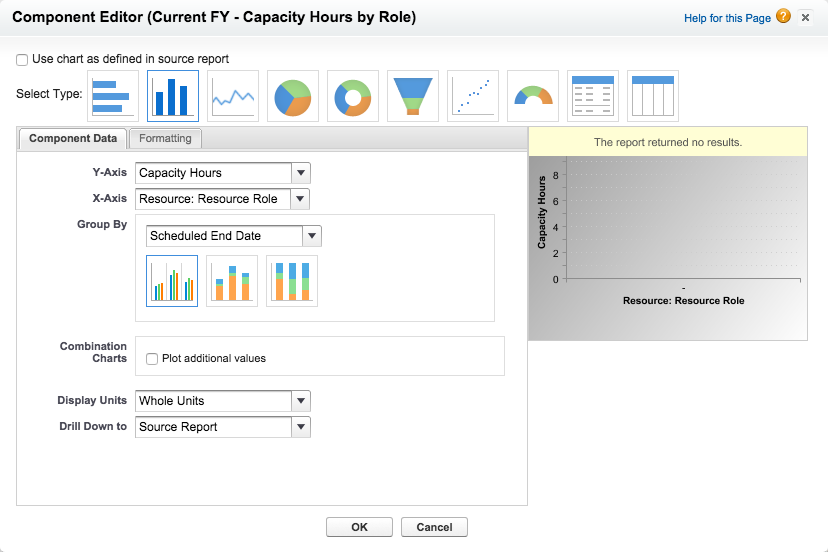 Component Editor (Current FY - Capacity Hours by Role)
Help for this Page
Use chart as defined in source report
Select Type:
Component Data
Formatting
Y-Axis
Capacity Hours
X-Axis
Resource: Resource Role
Group By
Scheduled End Date
Combination
Charts
Plot additional values
Display Units
Whole Units
Drill Down to
Source Report
The report returned no results.
Capacity Hours
8
6
4
2
0
-
Resource: Resource Role
OK
Cancel